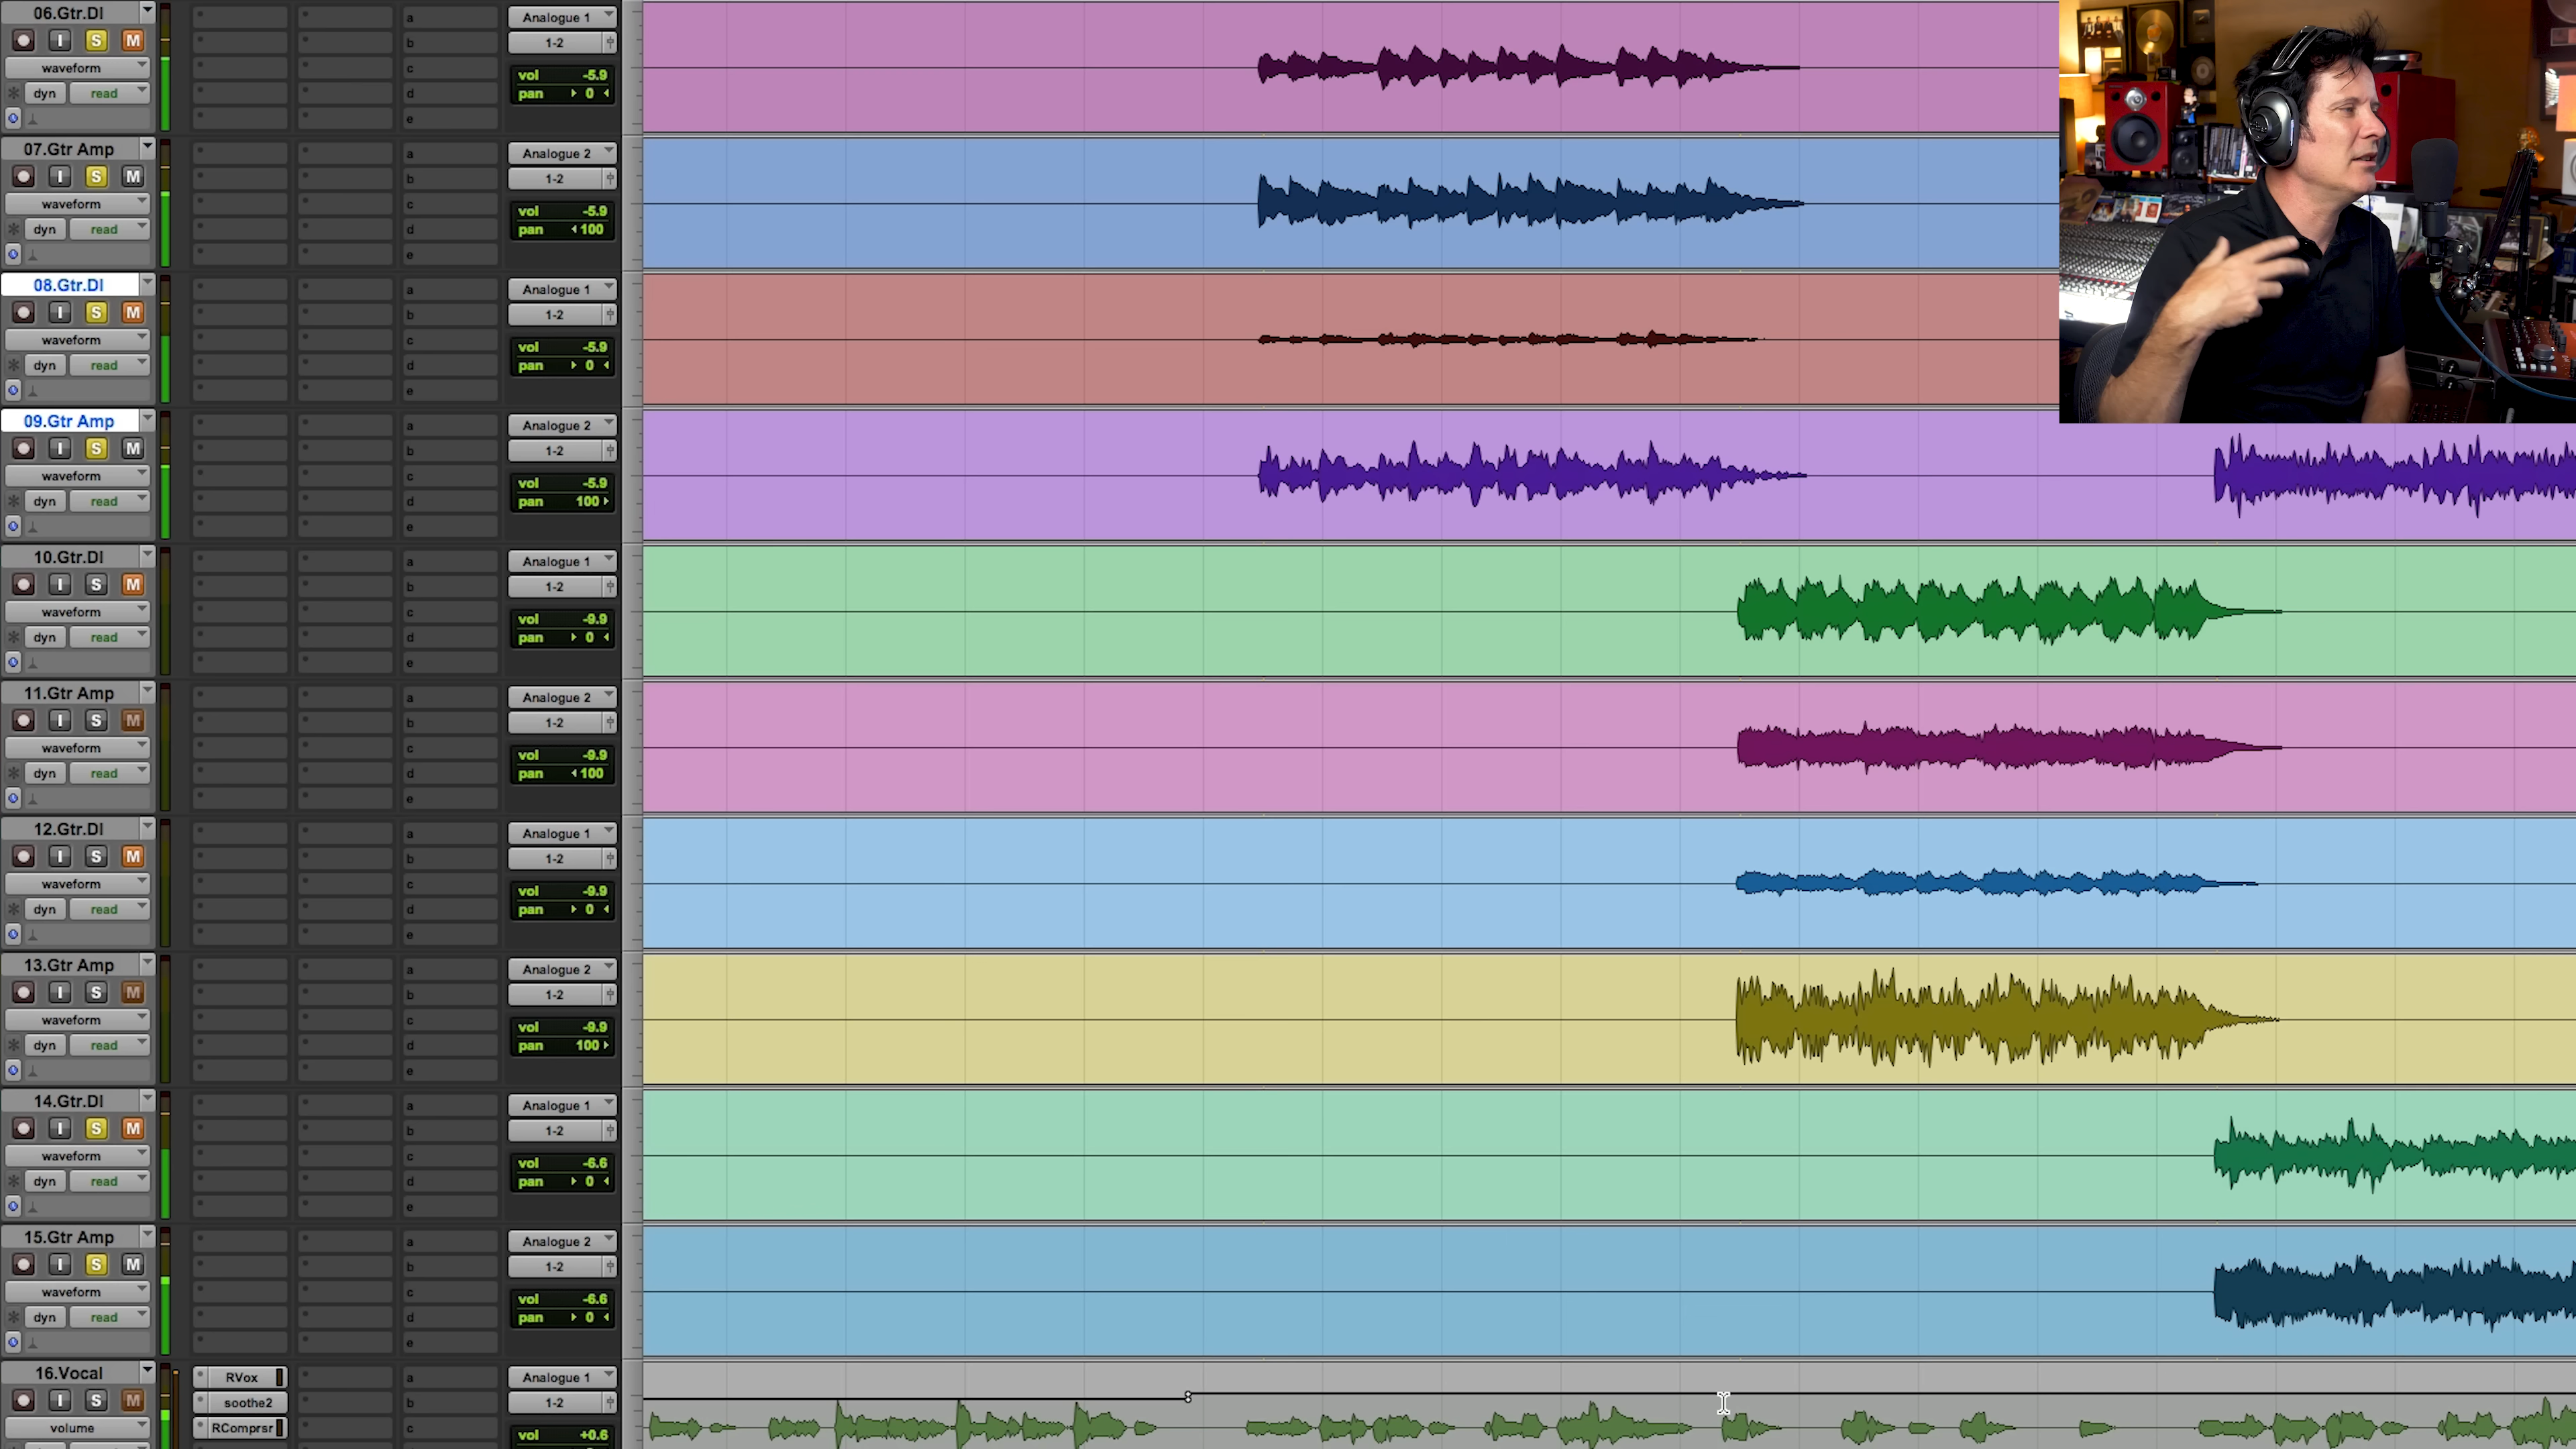 06.Gtr.DI
I S M
waveform
dyn read
a
b
c
d
e
Analogue 1
1-2
vol -5.9
pan 0
07.Gtr Amp
I S M
waveform
dyn read
a
b
c
d
e
Analogue 2
1-2
vol -5.9
pan 100
08.Gtr.DI
I S M
waveform
dyn read
a
b
c
d
e
Analogue 1
1-2
vol -5.9
pan 0
09.Gtr Amp
I S M
waveform
dyn read
a
b
c
d
e
Analogue 2
1-2
vol -5.9
pan 100
10.Gtr.DI
I S M
waveform
dyn read
a
b
c
d
e
Analogue 1
1-2
vol -9.9
pan 0
11.Gtr Amp
I S M
waveform
dyn read
a
b
c
d
e
Analogue 2
1-2
vol -9.9
pan 100
12.Gtr.DI
I S M
waveform
dyn read
a
b
c
d
e
Analogue 1
1-2
vol -9.9
pan 0
13.Gtr Amp
I S M
waveform
dyn read
a
b
c
d
e
Analogue 2
1-2
vol -9.9
pan 100
14.Gtr.DI
I S M
waveform
dyn read
a
b
c
d
e
Analogue 1
1-2
vol -6.6
pan 0
15.Gtr Amp
I S M
waveform
dyn read
a
b
c
d
e
Analogue 2
1-2
vol -6.6
pan 0
16.Vocal
I S M
volume
RVox
soothe2
RComprsr
a
b
c
Analogue 1
1-2
vol +0.6